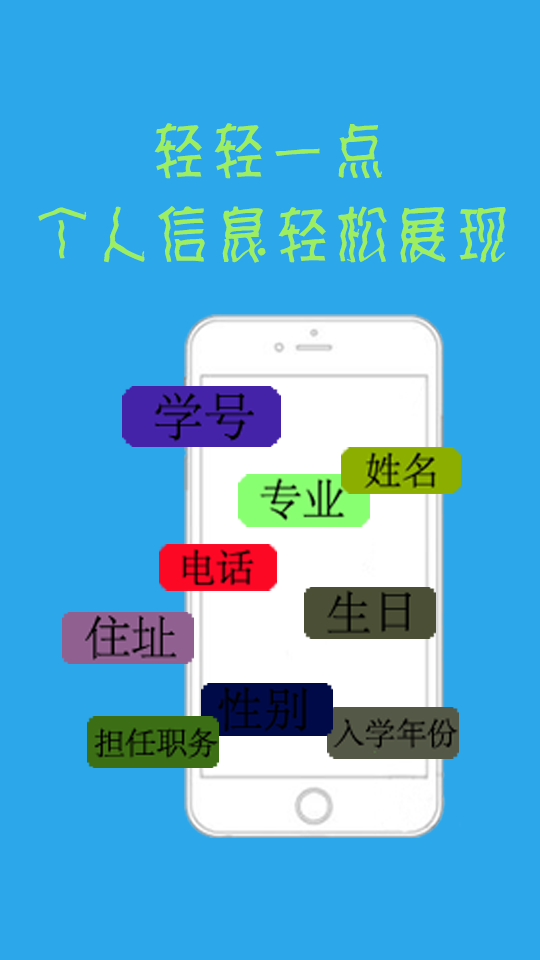 轻轻一点
个人信息轻松展现
学号
姓名
专业
电话
生日
住址
性别
入学年份
担任职务